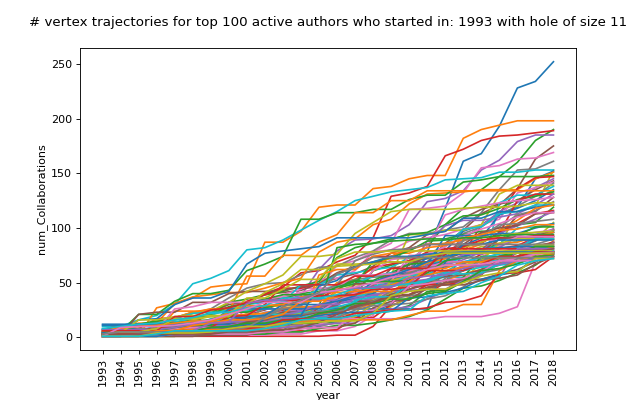 # vertex trajectories for top 100 active authors who started in: 1993 with hole of size 11
250
200
150
100
50
0
num_Collaborations
1993 1994 1995 1996 1997 1998 1999 2000 2001 2002 2003 2004 2005 2006 2007 2008 2009 2010 2011 2012 2013 2014 2015 2016 2017 2018
year